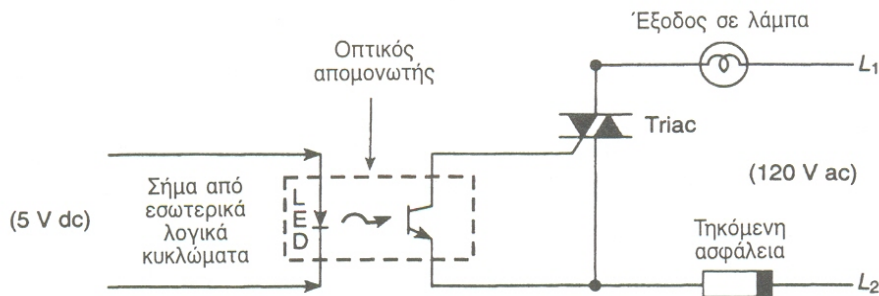 Έξοδος σε λάμπα
L₁
Οπτικός
απομονωτής
Triac
(120 V ac)
(5 V dc)
Σήμα από
εσωτερικά
λογικά
κυκλώματα
LED
Τηκόμενη
ασφάλεια
L₂